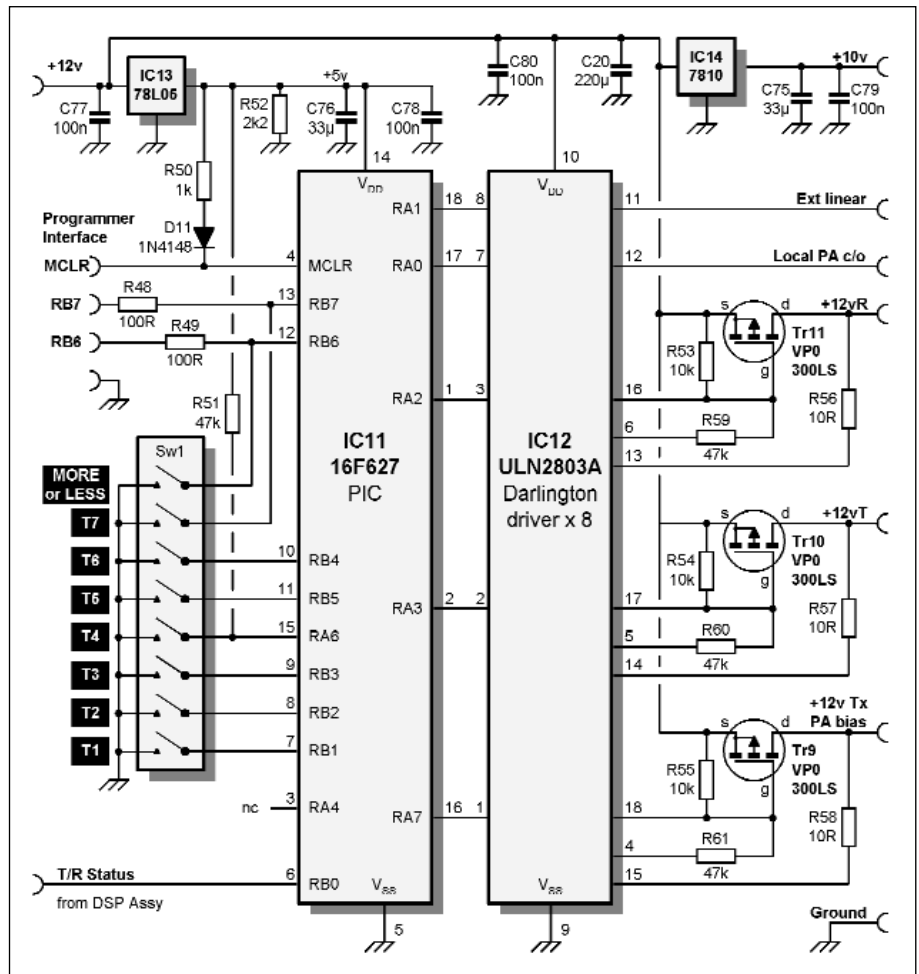 +12v
IC13
78L05
+5v
C77
100n
R52
2k2
C76
33µ
C78
100n
C80
100n
C20
220µ
IC14
7810
+10v
C75
33µ
C79
100n
R50
1k
D11
1N4148
14
V_DD
10
V_DD
Programmer
Interface
MCLR
RB7
RB6
R48
100R
R49
100R
R51
47k
4
13
12
MCLR
RB7
RB6
RA1
18
8
11
Ext linear
RA0
17
7
12
Local PA c/o
RA2
1
3
16
6
13
IC11
16F627
PIC
IC12
ULN2803A
Darlington
driver x 8
s
d
+12vR
Tr11
VP0
300LS
g
R53
10k
R59
47k
R56
10R
Sw1
MORE
or LESS
T7
T6
T5
T4
T3
T2
T1
10
RB4
11
RB5
15
RA6
9
RB3
8
RB2
7
RB1
RA3
2
2
17
5
14
s
d
+12vT
Tr10
VP0
300LS
g
R54
10k
R60
47k
R57
10R
nc
3
RA4
RA7
16
1
18
4
15
s
d
+12v Tx
PA bias
Tr9
VP0
300LS
g
R55
10k
R61
47k
R58
10R
T/R Status
from DSP Assy
6
RB0
V_SS
5
V_SS
9
Ground